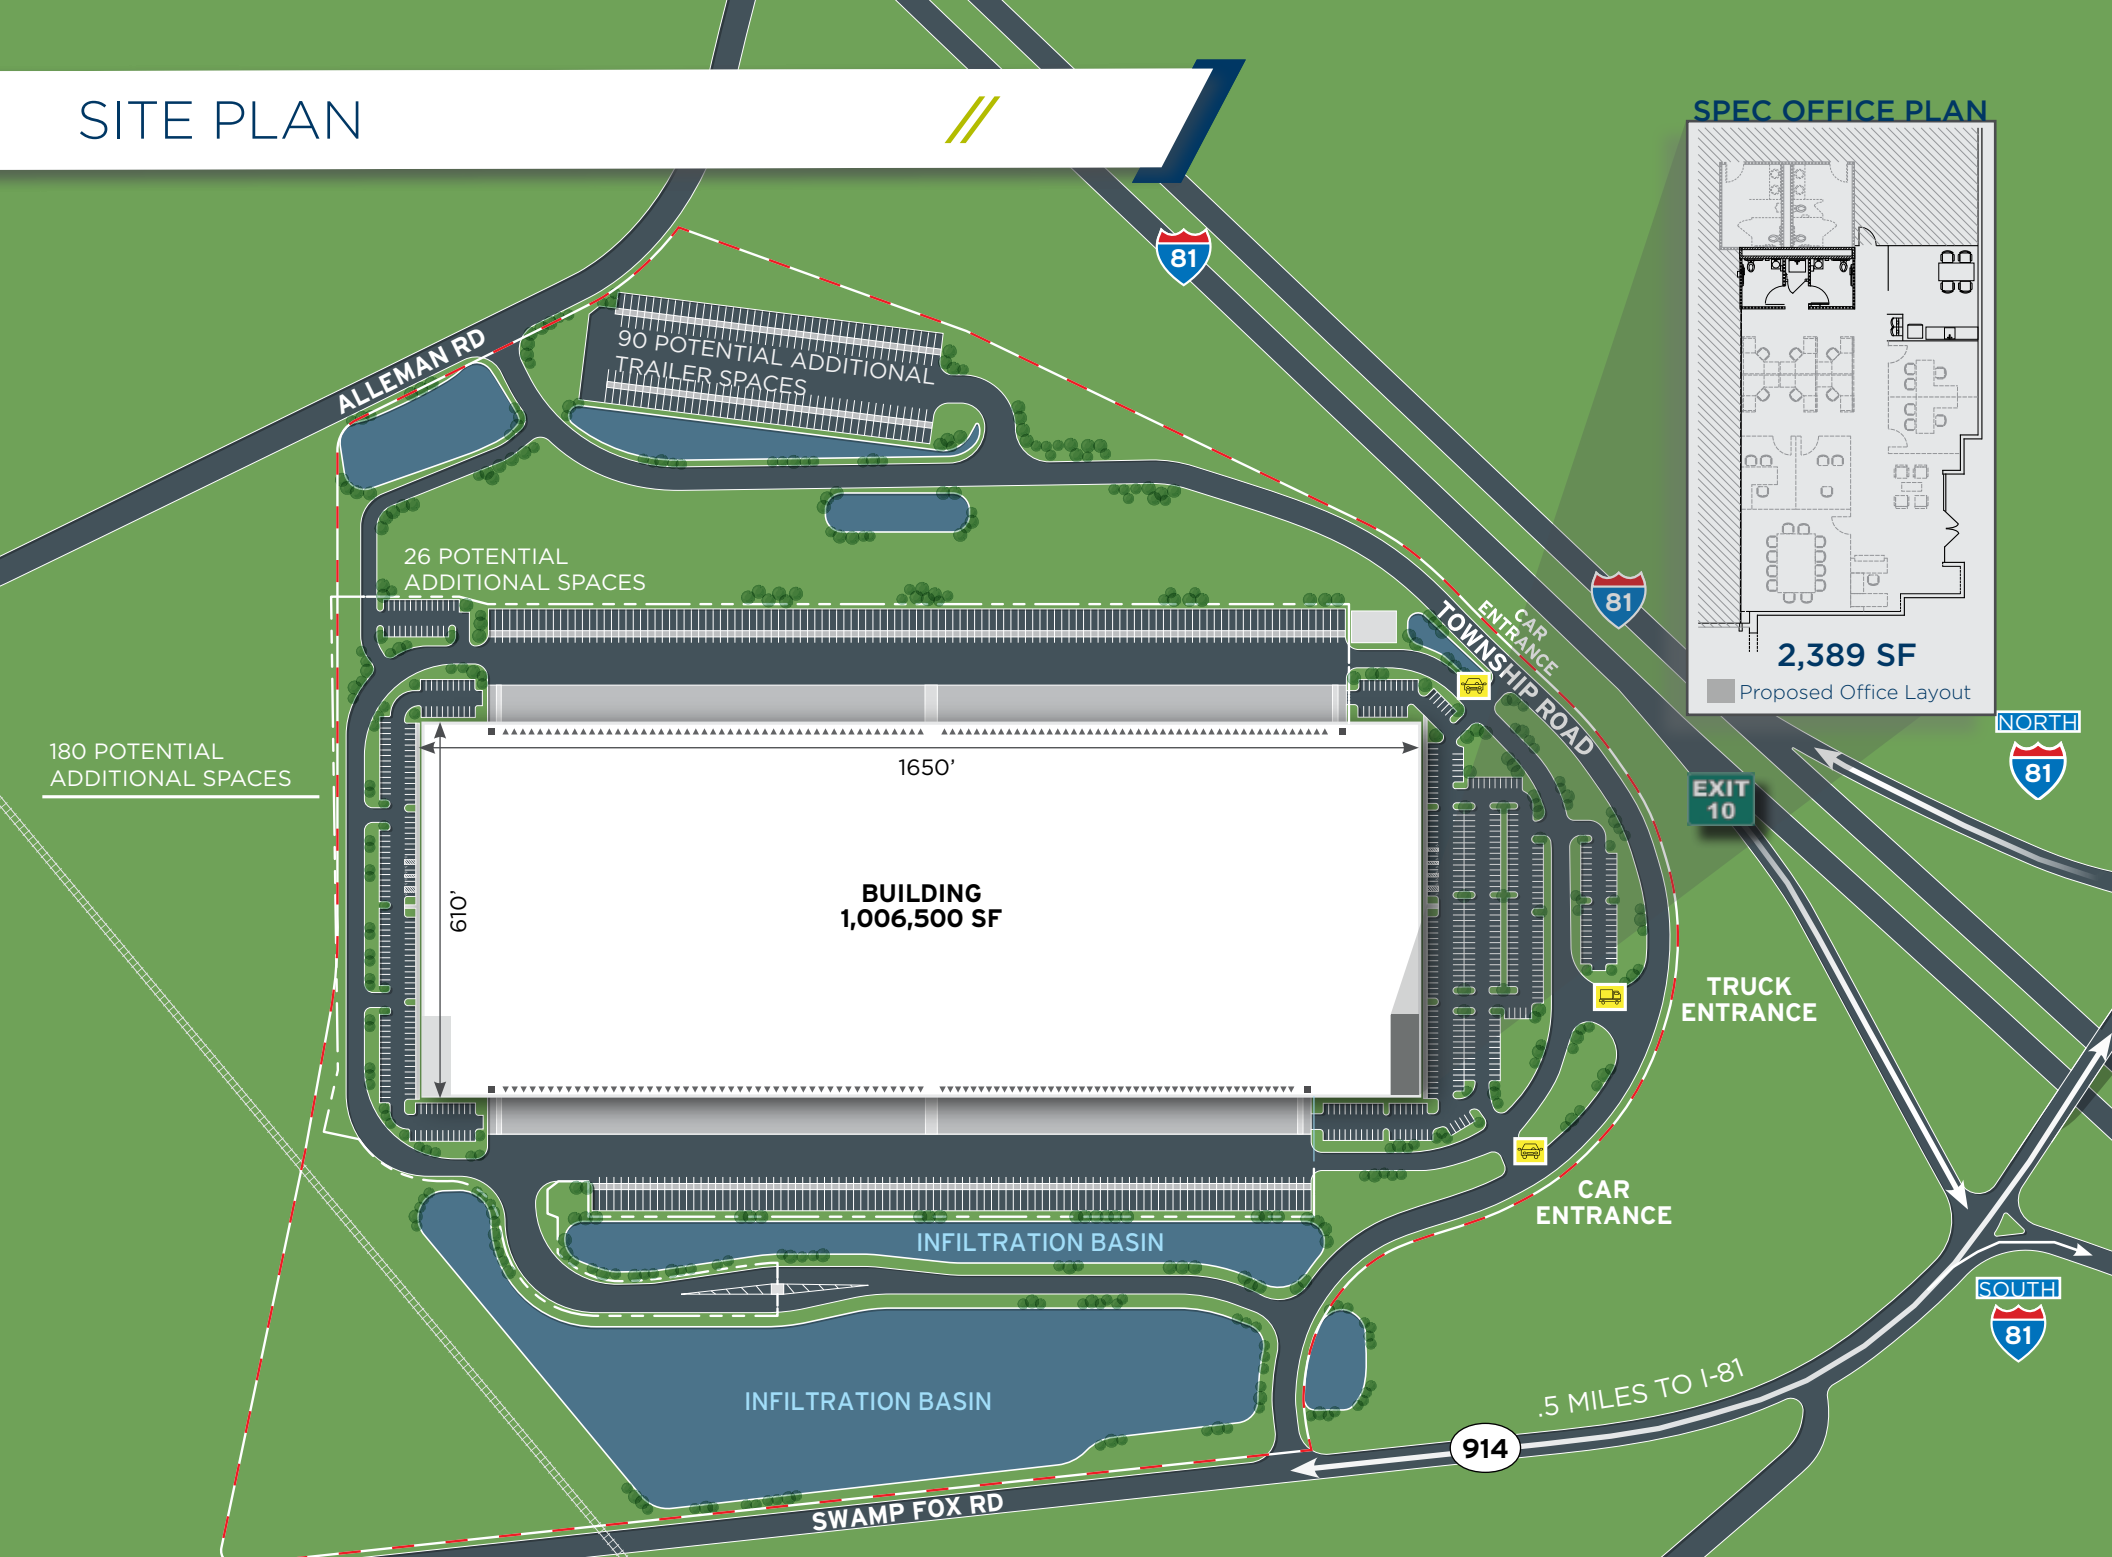 SITE PLAN
SPEC OFFICE PLAN
2,389 SF
Proposed Office Layout
81
ALLEMAN RD
90 POTENTIAL ADDITIONAL
TRAILER SPACES
26 POTENTIAL
ADDITIONAL SPACES
81
CAR
ENTRANCE
TOWNSHIP ROAD
NORTH
81
180 POTENTIAL
ADDITIONAL SPACES
1650'
EXIT
10
610'
BUILDING
1,006,500 SF
TRUCK
ENTRANCE
CAR
ENTRANCE
INFILTRATION BASIN
SOUTH
81
INFILTRATION BASIN
.5 MILES TO I-81
914
SWAMP FOX RD